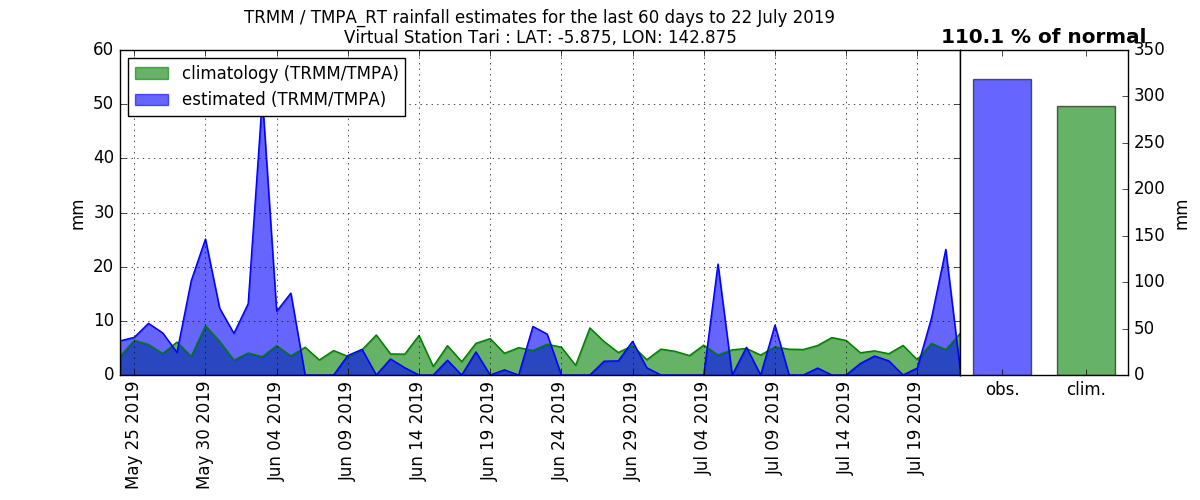 TRMM / TMPA_RT rainfall estimates for the last 60 days to 22 July 2019
Virtual Station Tari : LAT: -5.875, LON: 142.875
110.1 % of normal
climatology (TRMM/TMPA)
estimated (TRMM/TMPA)
60
50
40
30
20
10
0
mm
May 25 2019
May 30 2019
Jun 04 2019
Jun 09 2019
Jun 14 2019
Jun 19 2019
Jun 24 2019
Jun 29 2019
Jul 04 2019
Jul 09 2019
Jul 14 2019
Jul 19 2019
obs.
clim.
350
300
250
200
150
100
50
0
mm